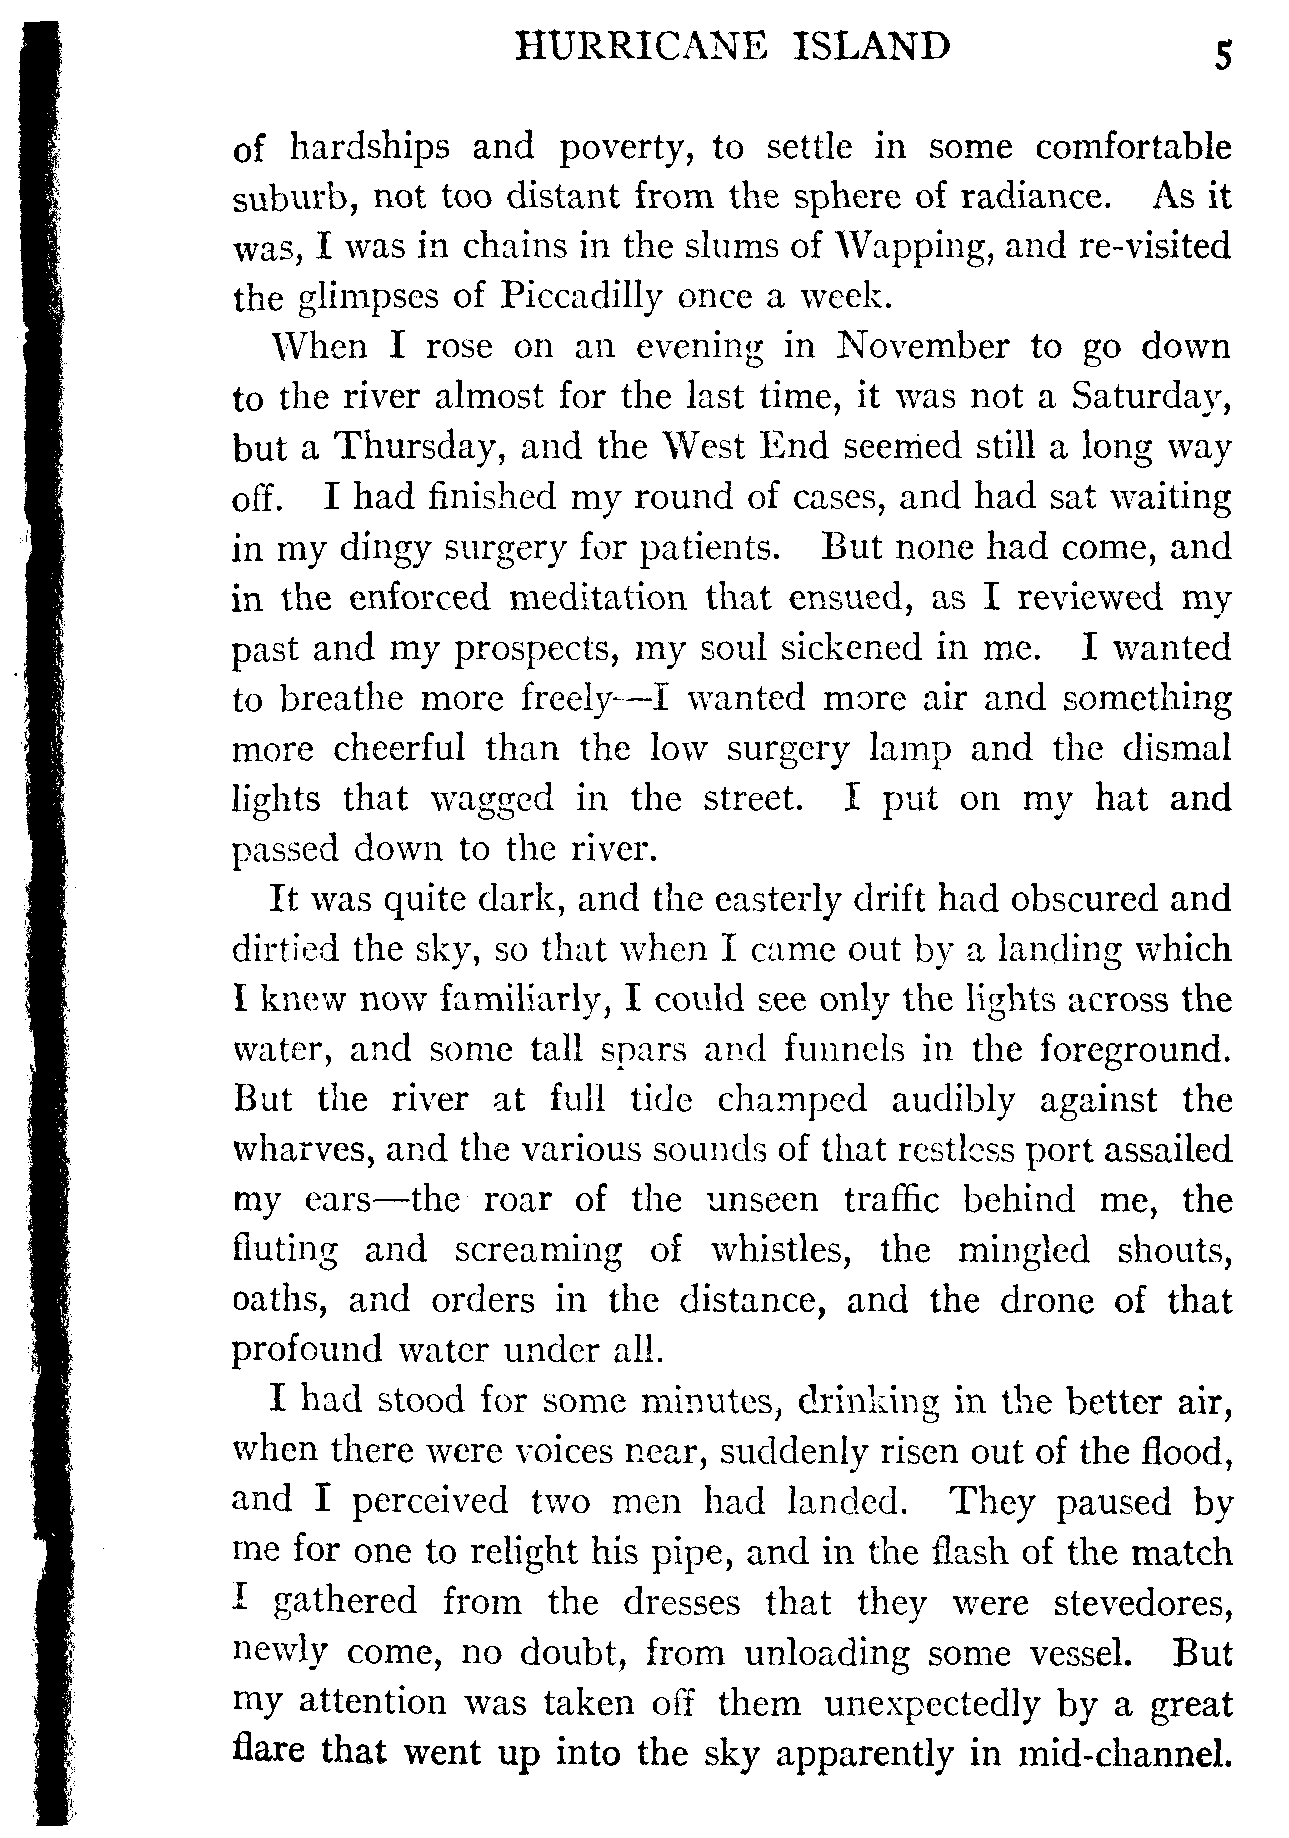 HURRICANE ISLAND 5
of hardships and poverty, to settle in some comfortable
suburb, not too distant from the sphere of radiance. As it
was, I was in chains in the slums of Wapping, and re-visited
the glimpses of Piccadilly once a week.
When I rose on an evening in November to go down
to the river almost for the last time, it was not a Saturday,
but a Thursday, and the West End seemed still a long way
off. I had finished my round of cases, and had sat waiting
in my dingy surgery for patients. But none had come, and
in the enforced meditation that ensued, as I reviewed my
past and my prospects, my soul sickened in me. I wanted
to breathe more freely—I wanted more air and something
more cheerful than the low surgery lamp and the dismal
lights that wagged in the street. I put on my hat and
passed down to the river.
It was quite dark, and the easterly drift had obscured and
dirtied the sky, so that when I came out by a landing which
I knew now familiarly, I could see only the lights across the
water, and some tall spars and funnels in the foreground.
But the river at full tide champed audibly against the
wharves, and the various sounds of that restless port assailed
my ears—the roar of the unseen traffic behind me, the
fluting and screaming of whistles, the mingled shouts,
oaths, and orders in the distance, and the drone of that
profound water under all.
I had stood for some minutes, drinking in the better air,
when there were voices near, suddenly risen out of the flood,
and I perceived two men had landed. They paused by
me for one to relight his pipe, and in the flash of the match
I gathered from the dresses that they were stevedores,
newly come, no doubt, from unloading some vessel. But
my attention was taken off them unexpectedly by a great
flare that went up into the sky apparently in mid-channel.